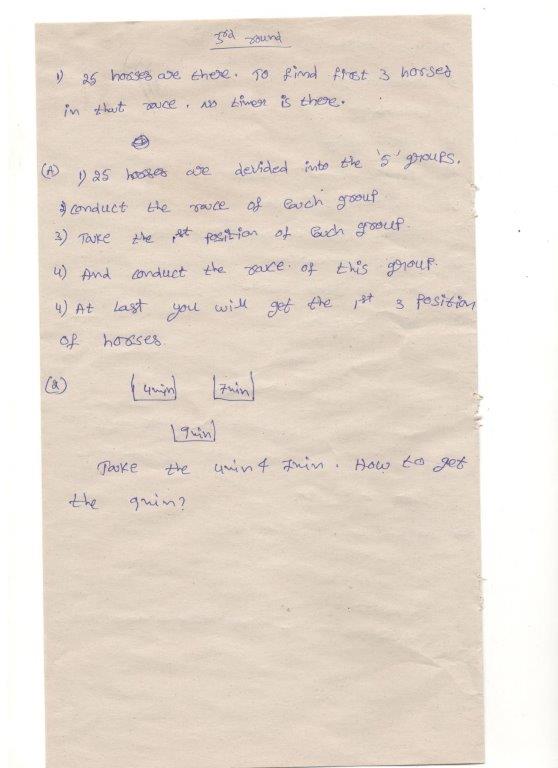 3rd round
1) 25 horses are there. To find first 3 horses
in that race. no timer is there.
(A) 1) 25 horses are devided into the '5' groups.
2) conduct the race of Each group
3) Take the 1st position of Each group.
4) And conduct the race of this group.
4) At Last you will get the 1st 3 position
of horses.
(2) 4min 7min
9min
Take the 4min & 7min. How to get
the 9min?